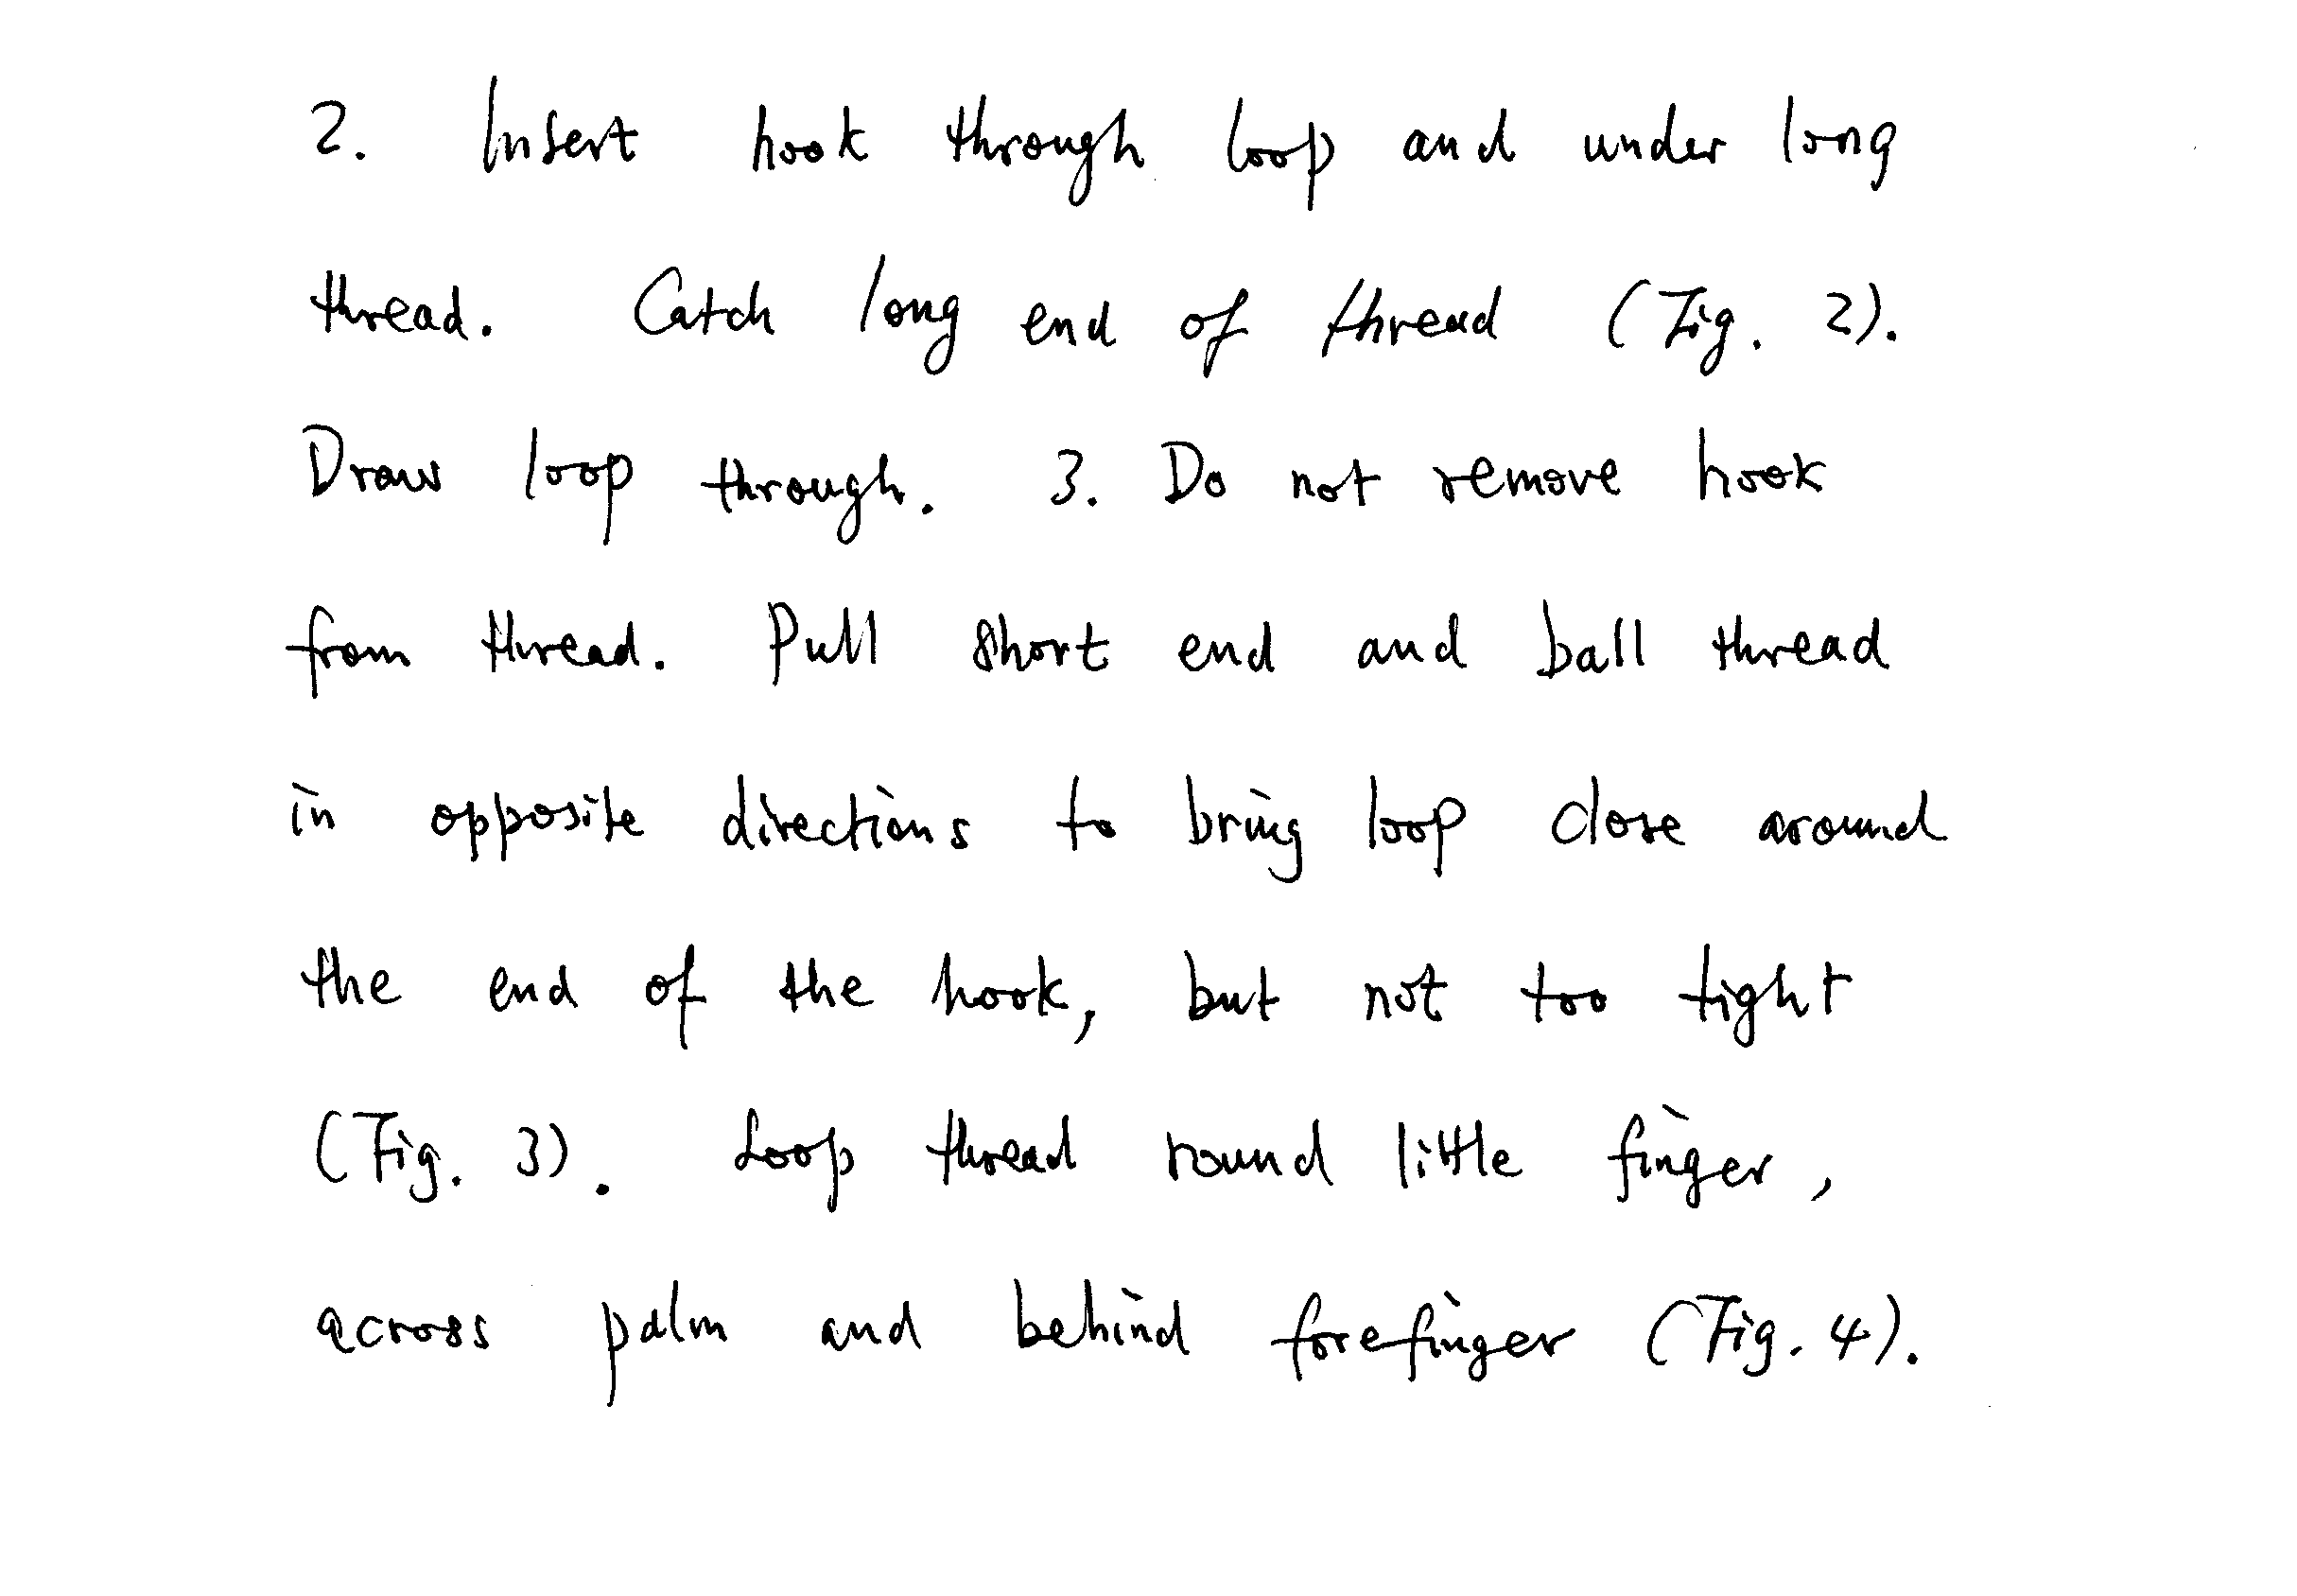 2. Insert hook through loop and under long
thread. Catch long end of thread (Fig. 2).
Draw loop through. 3. Do not remove hook
from thread. Pull short end and ball thread
in opposite directions to bring loop close around
the end of the hook, but not too tight
(Fig. 3). Loop thread round little finger,
across palm and behind forefinger (Fig. 4).